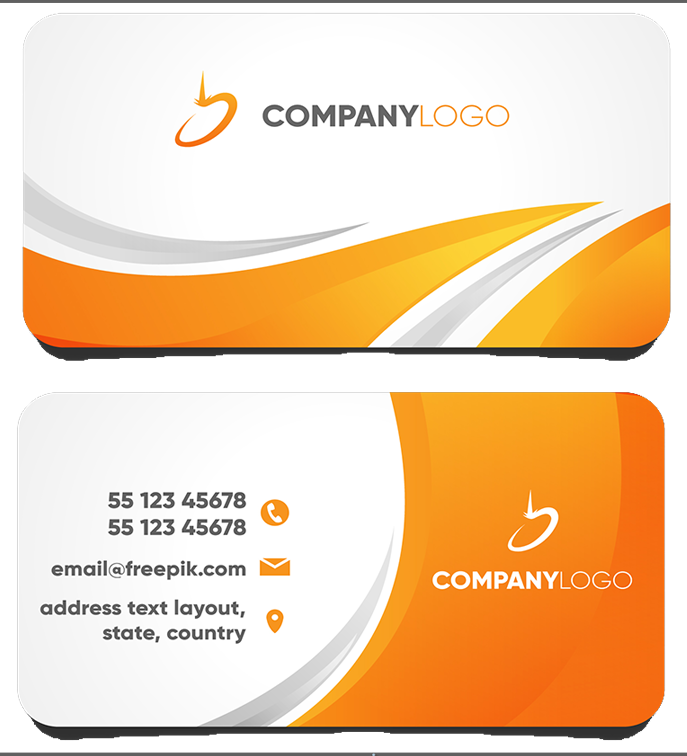 COMPANYLOGO
55 123 45678
55 123 45678
email@freepik.com
address text layout,
state, country
COMPANYLOGO